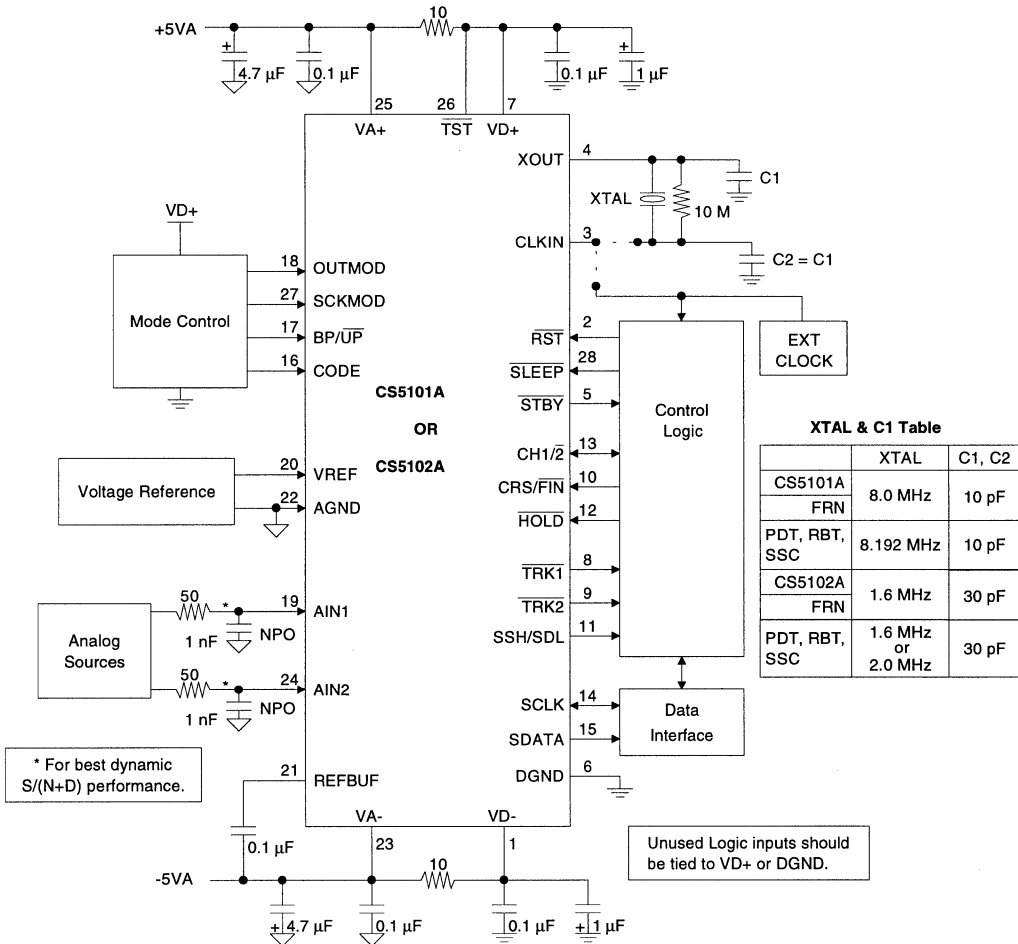 +5VA
10
+
4.7 µF
0.1 µF
0.1 µF
+
1 µF
25
26
7
VA+
TST
VD+
XOUT
4
C1
XTAL
10 M
CLKIN
3
C2 = C1
VD+
Mode Control
18
OUTMOD
27
SCKMOD
17
BP/UP
16
CODE
CS5101A
OR
CS5102A
RST
2
SLEEP
28
STBY
5
CH1/2
13
CRS/FIN
10
HOLD
12
TRK1
8
TRK2
9
SSH/SDL
11
Control
Logic
EXT
CLOCK
Voltage Reference
20
VREF
22
AGND
XTAL & C1 Table
XTAL C1, C2
CS5101A
FRN
8.0 MHz 10 pF
PDT, RBT,
SSC
8.192 MHz 10 pF
CS5102A
FRN
1.6 MHz 30 pF
PDT, RBT,
SSC
1.6 MHz
or
2.0 MHz
30 pF
Analog
Sources
50
*
19
AIN1
1 nF
NPO
50
*
24
AIN2
1 nF
NPO
SCLK
14
SDATA
15
Data
Interface
DGND
6
* For best dynamic
S/(N+D) performance.
21
REFBUF
0.1 µF
VA-
VD-
23
1
Unused Logic inputs should
be tied to VD+ or DGND.
-5VA
10
+
4.7 µF
0.1 µF
0.1 µF
+
1 µF